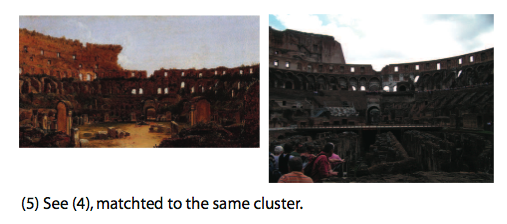 (5) See (4), matchted to the same cluster.